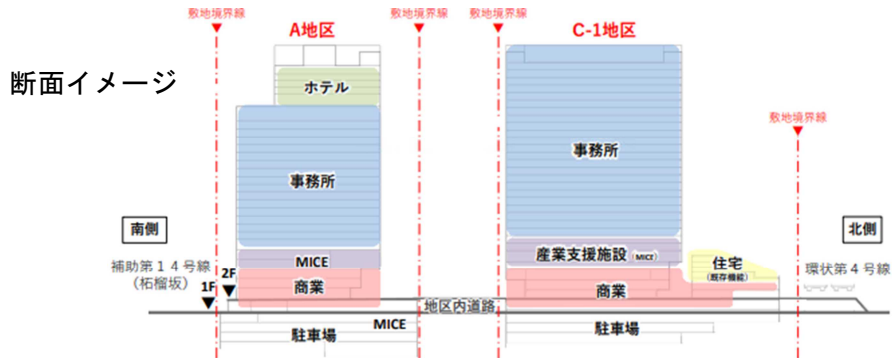 敷地境界線
敷地境界線
敷地境界線
A地区
C-1地区
断面イメージ
ホテル
敷地境界線
事務所
事務所
南側
北側
産業支援施設（MICE）
MICE
補助第１４号線
（柘榴坂）
2F
1F
住宅
（既存機能）
環状第４号線
商業
商業
地区内道路
MICE
駐車場
駐車場